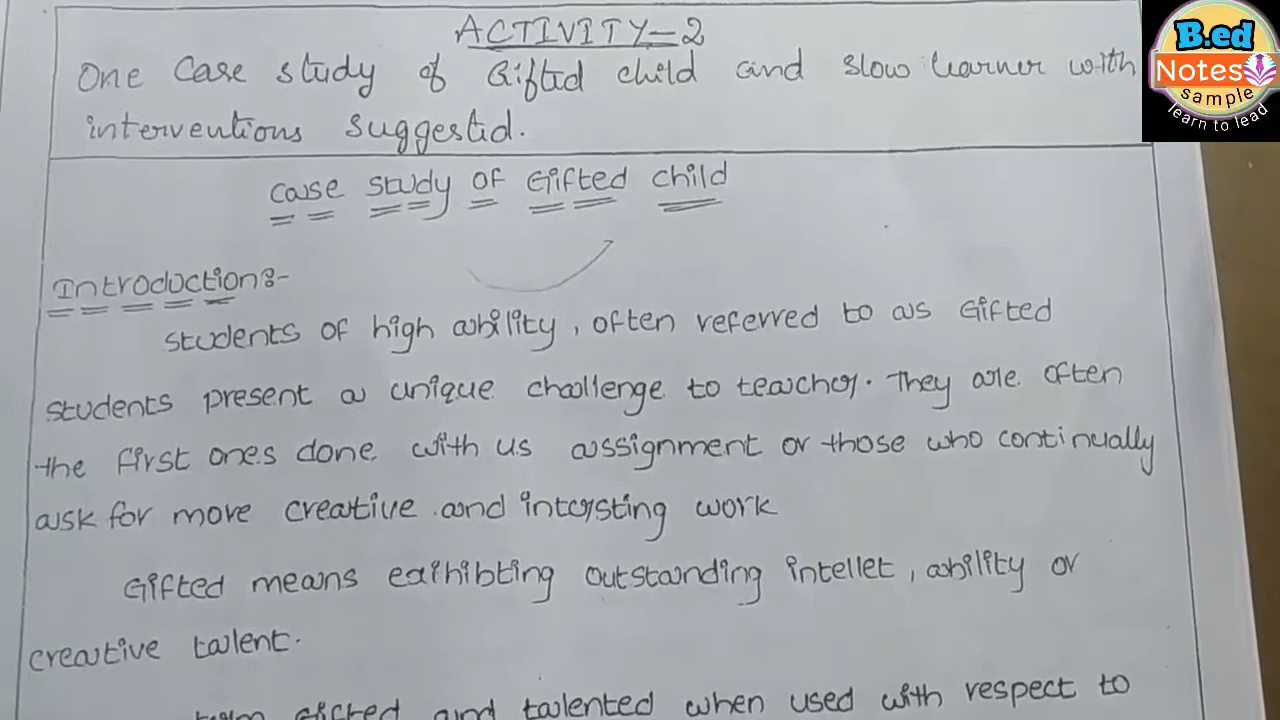 ACTIVITY-2
One Case study of Gifted child and slow learner with
interventions suggested.
case study of Gifted child
Introduction:-
students of high ability, often referred to as Gifted
students present a unique challenge to teacher. They are often
the first ones done with us assignment or those who continually
ask for more creative and intersting work
Gifted means exihibting outstanding intellet, ability or
creative talent.
term Gifted and talented when used with respect to
B.ed
Notes
sample
learn to lead